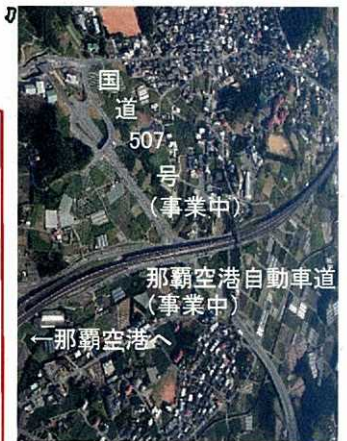 国
道
507
号
(事業中)
那覇空港自動車道
(事業中)
←那覇空港へ